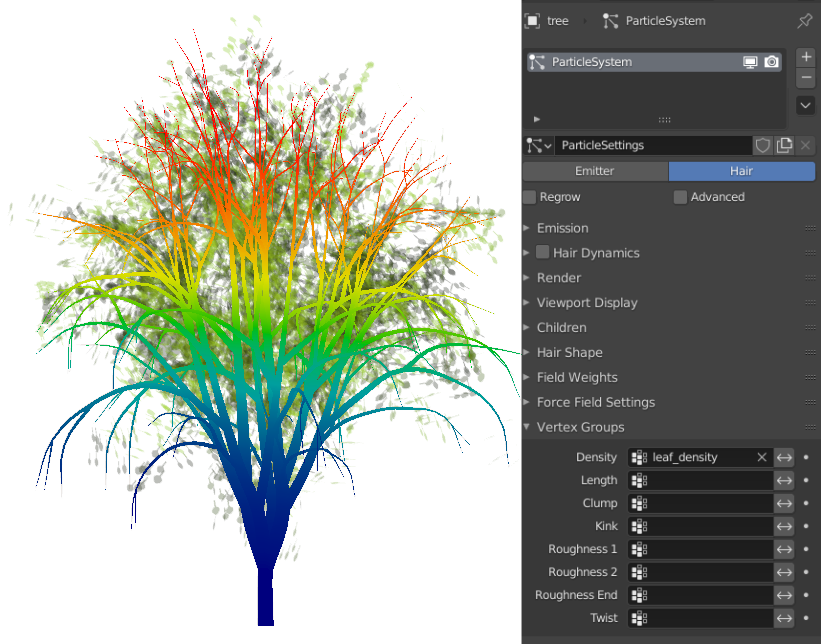 tree › ParticleSystem
ParticleSystem
ParticleSettings
Emitter Hair
Regrow Advanced
Emission
Hair Dynamics
Render
Viewport Display
Children
Hair Shape
Field Weights
Force Field Settings
Vertex Groups
Density leaf_density
Length
Clump
Kink
Roughness 1
Roughness 2
Roughness End
Twist